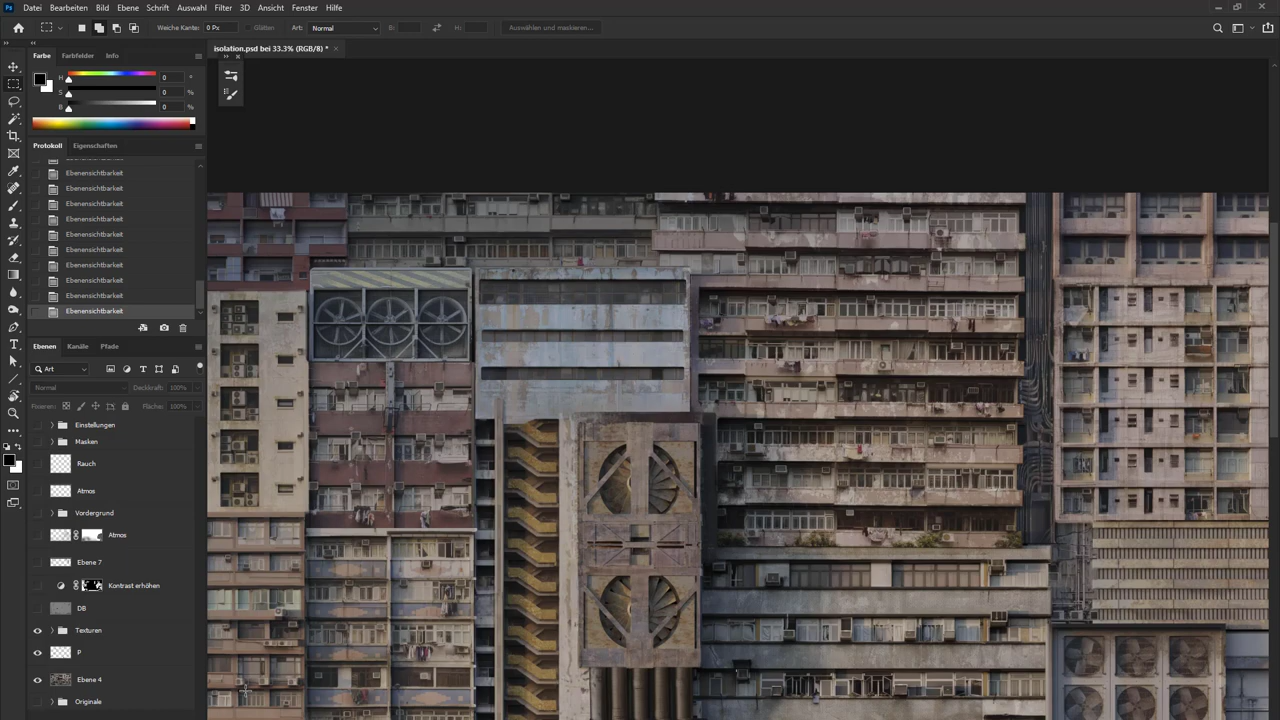 Ps Datei Bearbeiten Bild Ebene Schrift Auswahl Filter 3D Ansicht Fenster Hilfe
Weiche Kante: 0 Px Glätten Art: Normal B: H: Auswählen und maskieren...
isolation.psd bei 33.3% (RGB/8) *
Farbe Farbfelder Info
H 0 °
S 0 %
B 0 %
Protokoll Eigenschaften
Ebenensichtbarkeit
Ebenensichtbarkeit
Ebenensichtbarkeit
Ebenensichtbarkeit
Ebenensichtbarkeit
Ebenensichtbarkeit
Ebenensichtbarkeit
Ebenensichtbarkeit
Ebenensichtbarkeit
Ebenensichtbarkeit
Ebenensichtbarkeit
Ebenen Kanäle Pfade
Art
Normal Deckkraft: 100%
Fixieren: Fläche: 100%
Einstellungen
Masken
Rauch
Atmos
Vordergrund
Atmos
Ebene 7
Kontrast erhöhen
DB
Texturen
P
Ebene 4
Originale